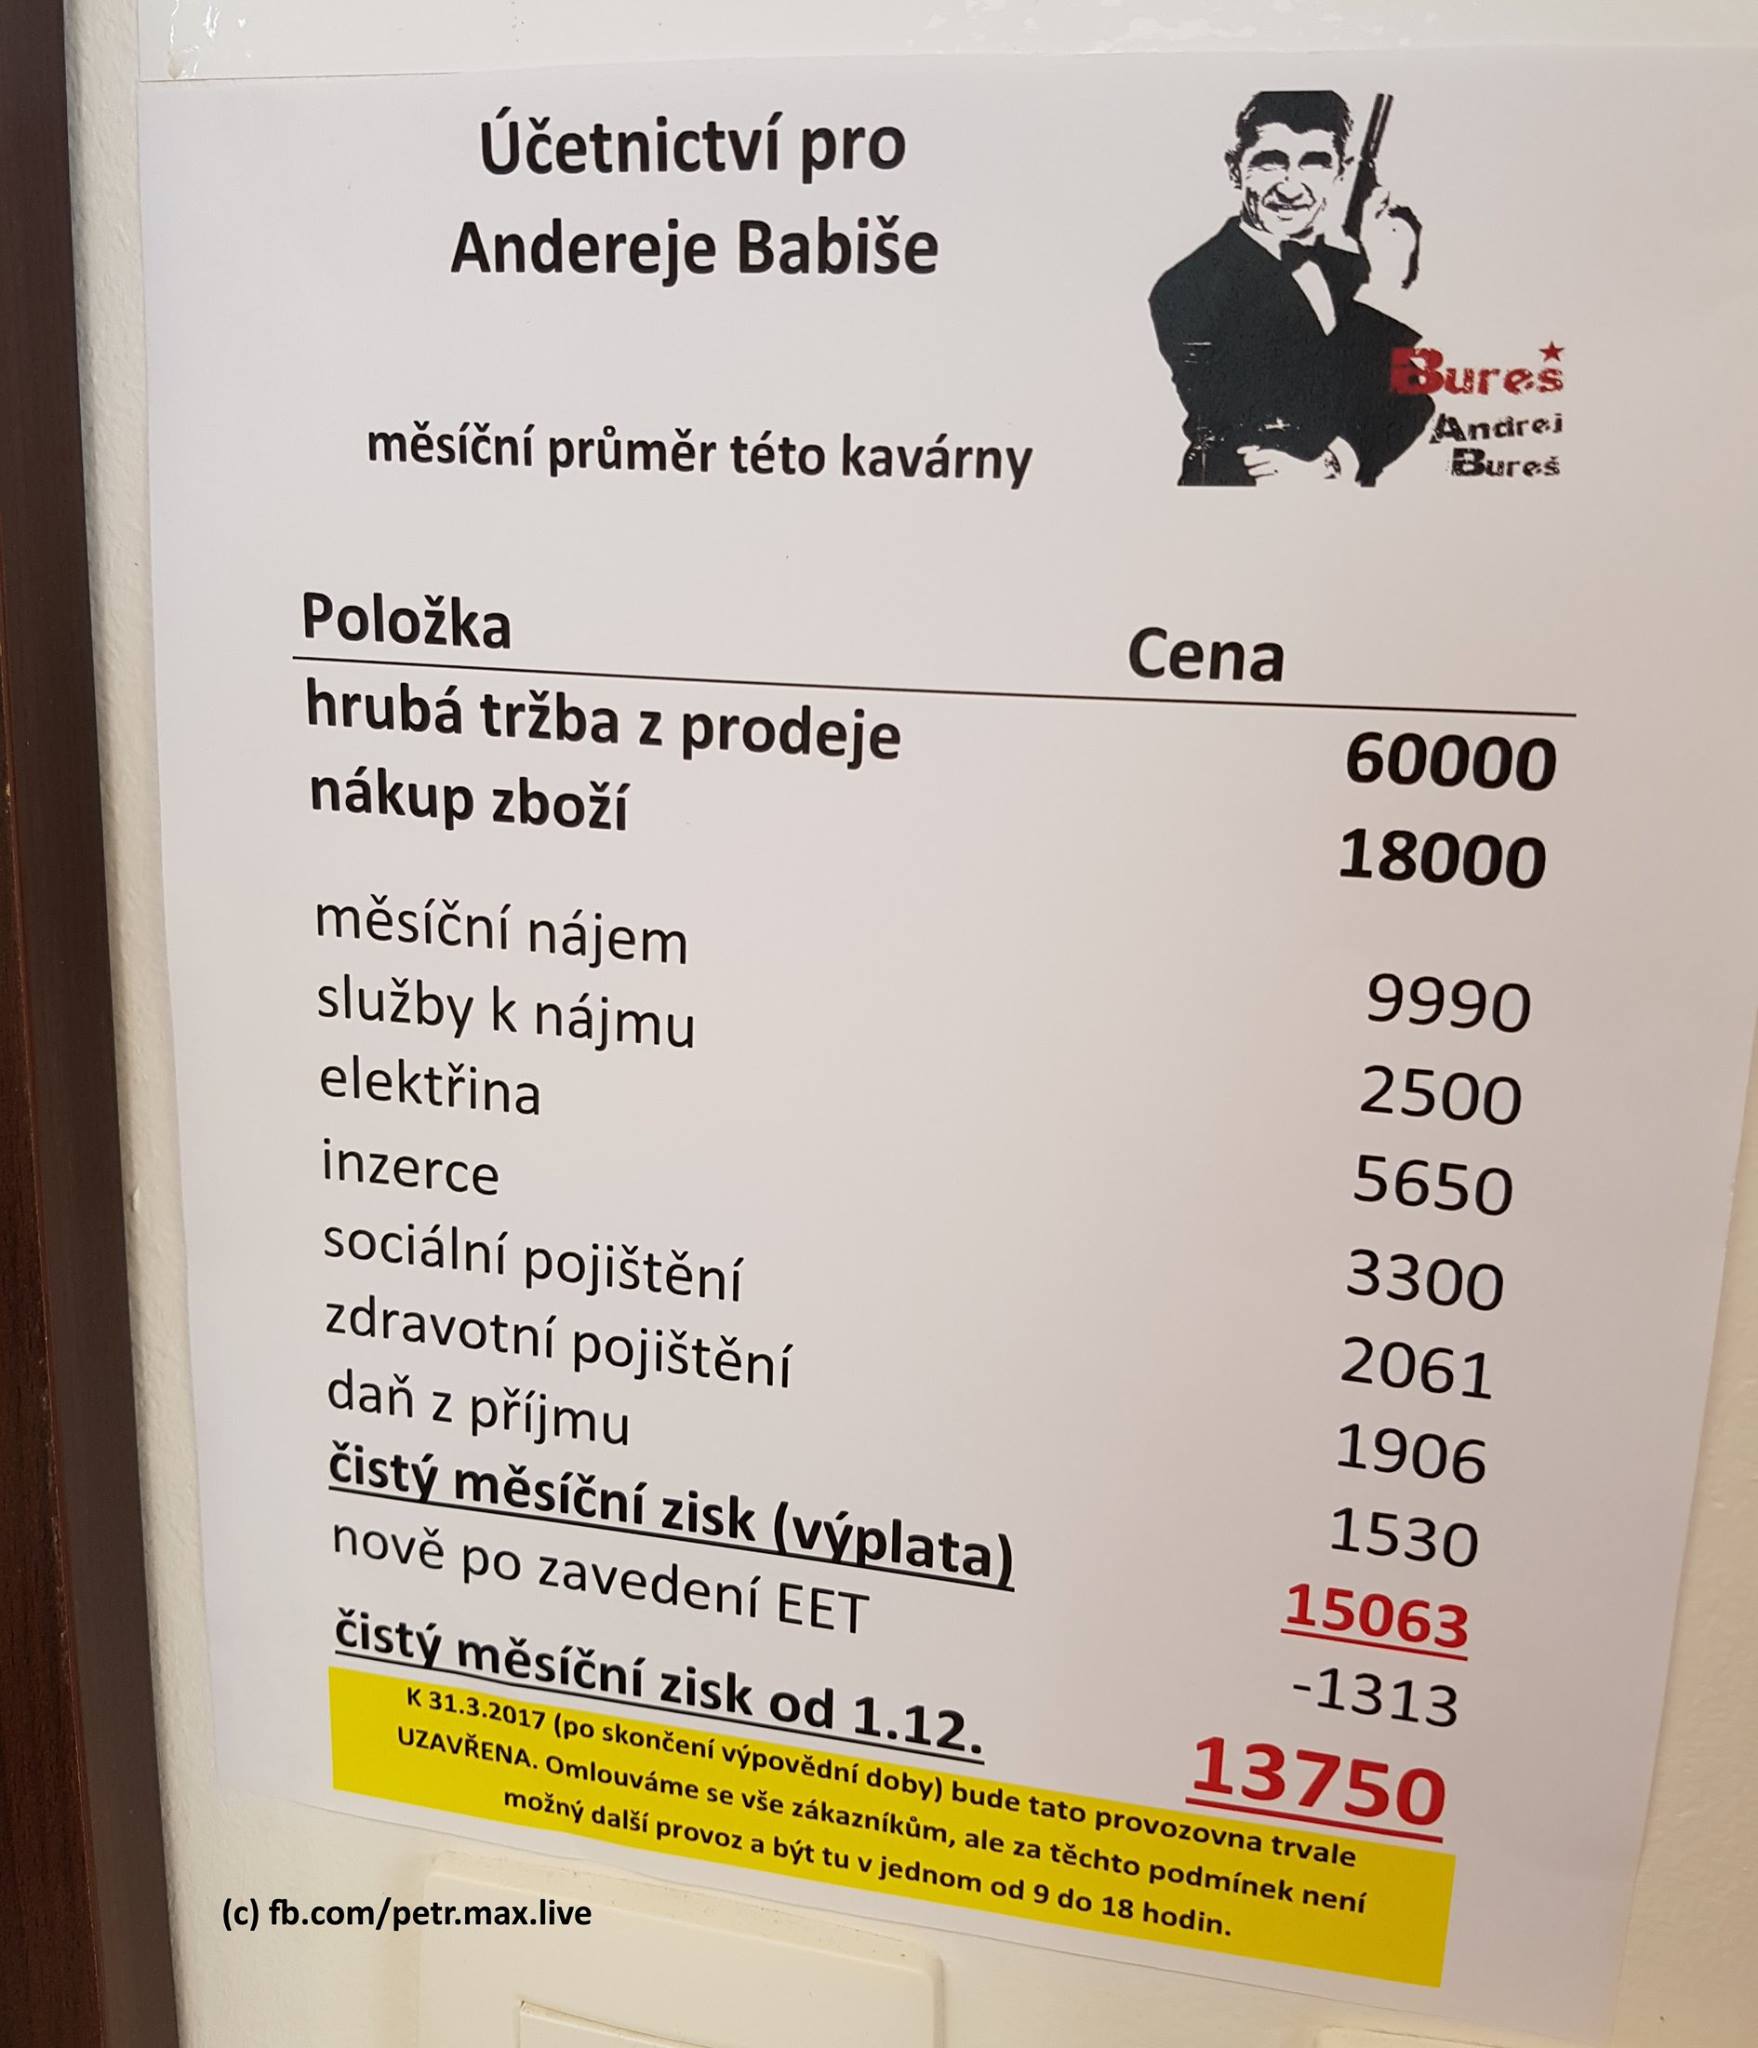 Účetnictví pro
Andereje Babiše
Bureš
Andrej
Bureš
měsíční průměr této kavárny
Položka Cena
hrubá tržba z prodeje 60000
nákup zboží 18000
měsíční nájem 9990
služby k nájmu 2500
elektřina 5650
inzerce 3300
sociální pojištění 2061
zdravotní pojištění 1906
daň z příjmu 1530
čistý měsíční zisk (výplata) 15063
nově po zavedení EET -1313
čistý měsíční zisk od 1.12. 13750
K 31.3.2017 (po skončení výpovědní doby) bude tato provozovna trvale
UZAVŘENA. Omlouváme se vše zákazníkům, ale za těchto podmínek není
možný další provoz a být tu v jednom od 9 do 18 hodin.
(c) fb.com/petr.max.live